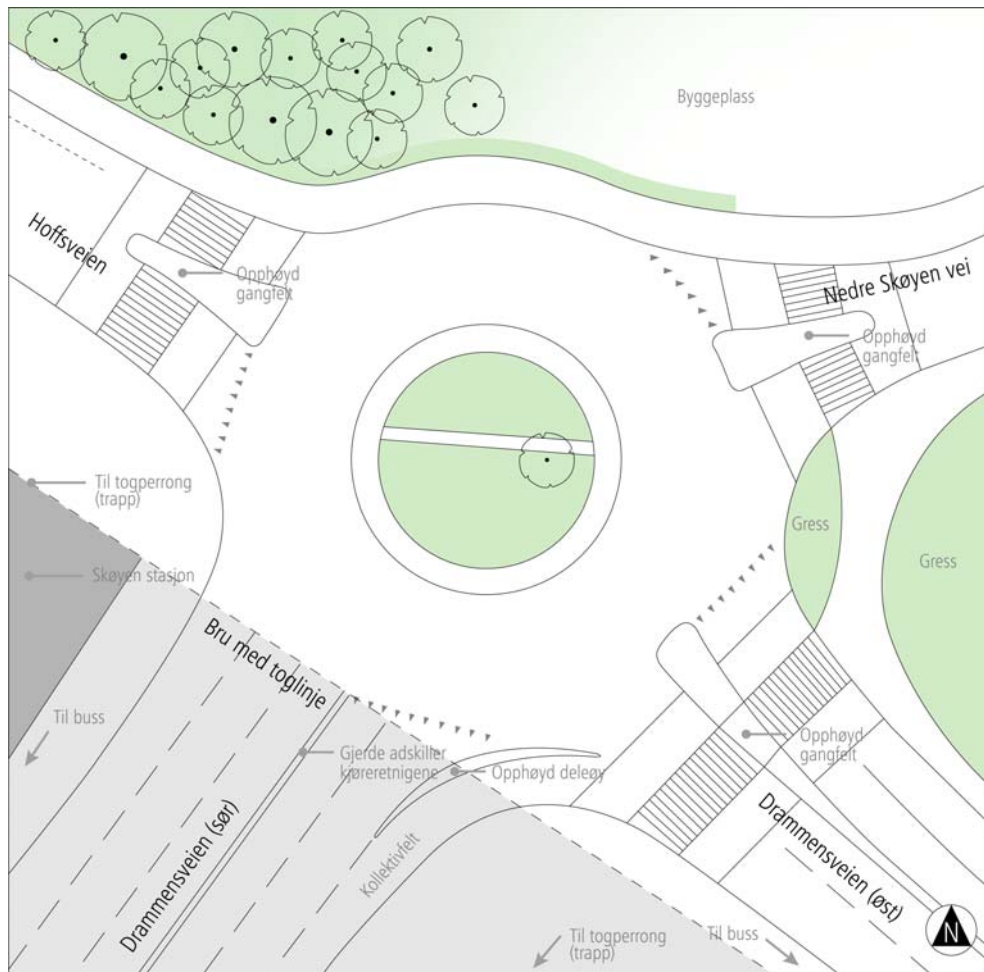 Byggeplass
Hoffsveien
Opphøyd
gangfelt
Nedre Skøyen vei
Opphøyd
gangfelt
Til togperrong
(trapp)
Gress
Gress
Skøyen stasjon
Bru med toglinje
Til buss
Gjerde adskiller
kjøreretnigene
Opphøyd deleøy
Opphøyd
gangfelt
Drammensveien (sør)
Kollektivfelt
Drammensveien (øst)
Til togperrong
(trapp)
Til buss
N